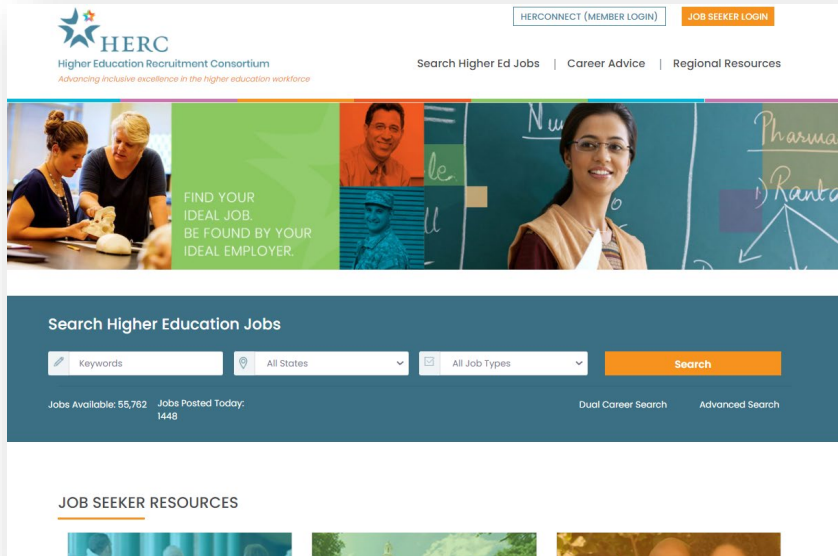 HERCONNECT (MEMBER LOGIN)
JOB SEEKER LOGIN
HERC
Higher Education Recruitment Consortium
Advancing inclusive excellence in the higher education workforce
Search Higher Ed Jobs | Career Advice | Regional Resources
FIND YOUR
IDEAL JOB.
BE FOUND BY YOUR
IDEAL EMPLOYER.
Search Higher Education Jobs
Keywords
All States
All Job Types
Search
Jobs Available: 55,762
Jobs Posted Today:
1448
Dual Career Search
Advanced Search
JOB SEEKER RESOURCES